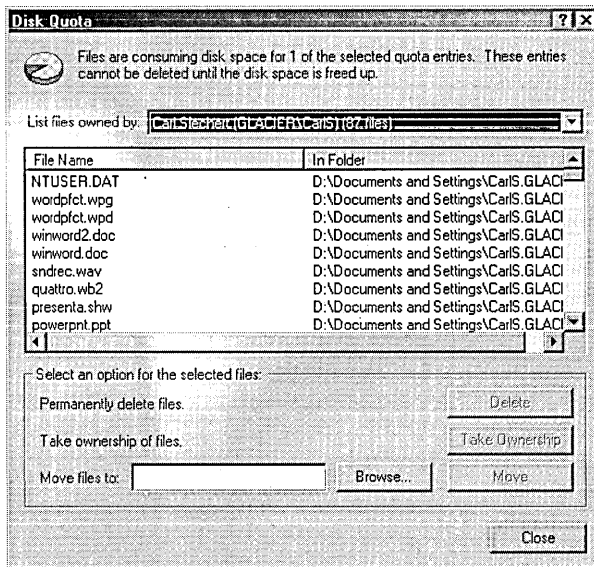 Disk Quota
Files are consuming disk space for 1 of the selected quota entries. These entries
cannot be deleted until the disk space is freed up.
List files owned by: Carl Stechert (GLACIER\CarlS) (87 files)
File Name In Folder
NTUSER.DAT D:\Documents and Settings\CarlS.GLACI
wordpfct.wpg D:\Documents and Settings\CarlS.GLACI
wordpfct.wpd D:\Documents and Settings\CarlS.GLACI
winword2.doc D:\Documents and Settings\CarlS.GLACI
winword.doc D:\Documents and Settings\CarlS.GLACI
sndrec.wav D:\Documents and Settings\CarlS.GLACI
quattro.wb2 D:\Documents and Settings\CarlS.GLACI
presenta.shw D:\Documents and Settings\CarlS.GLACI
powerpnt.ppt D:\Documents and Settings\CarlS.GLACI
Select an option for the selected files:
Permanently delete files. Delete
Take ownership of files. Take Ownership
Move files to: Browse... Move
Close